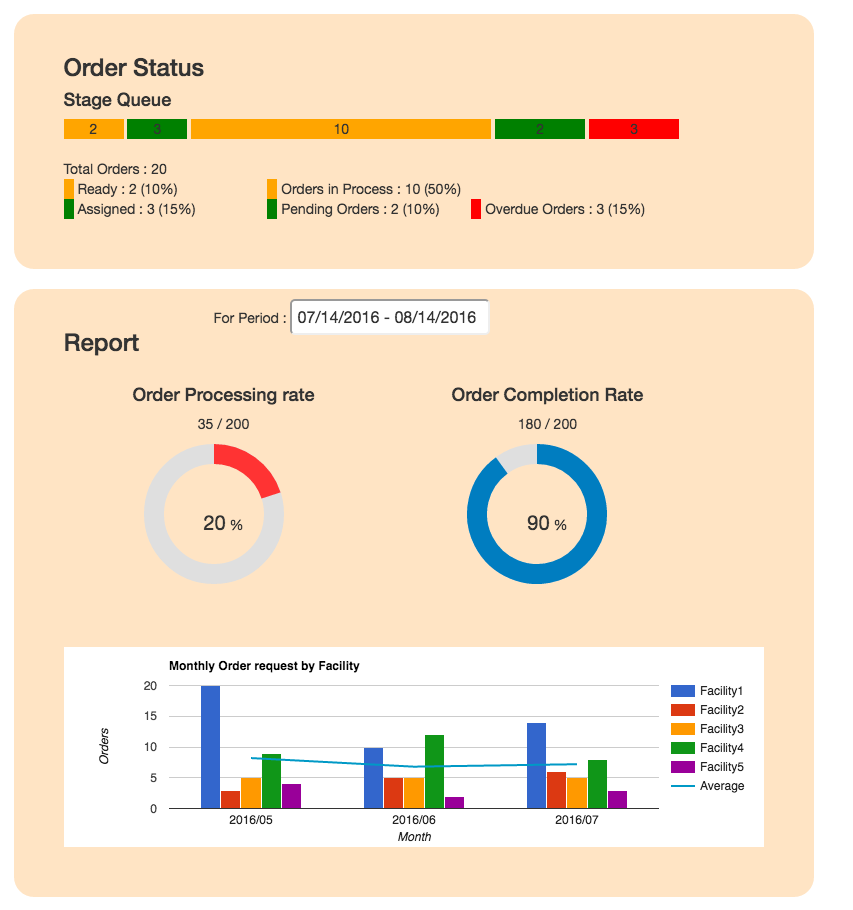 Order Status
Stage Queue
2 3 10 2 3
Total Orders : 20
Ready : 2 (10%) Orders in Process : 10 (50%)
Assigned : 3 (15%) Pending Orders : 2 (10%) Overdue Orders : 3 (15%)
For Period : 07/14/2016 - 08/14/2016
Report
Order Processing rate Order Completion Rate
35 / 200 180 / 200
20 % 90 %
Monthly Order request by Facility
20
15
10
5
0
Orders
2016/05 2016/06 2016/07
Month
Facility1
Facility2
Facility3
Facility4
Facility5
Average